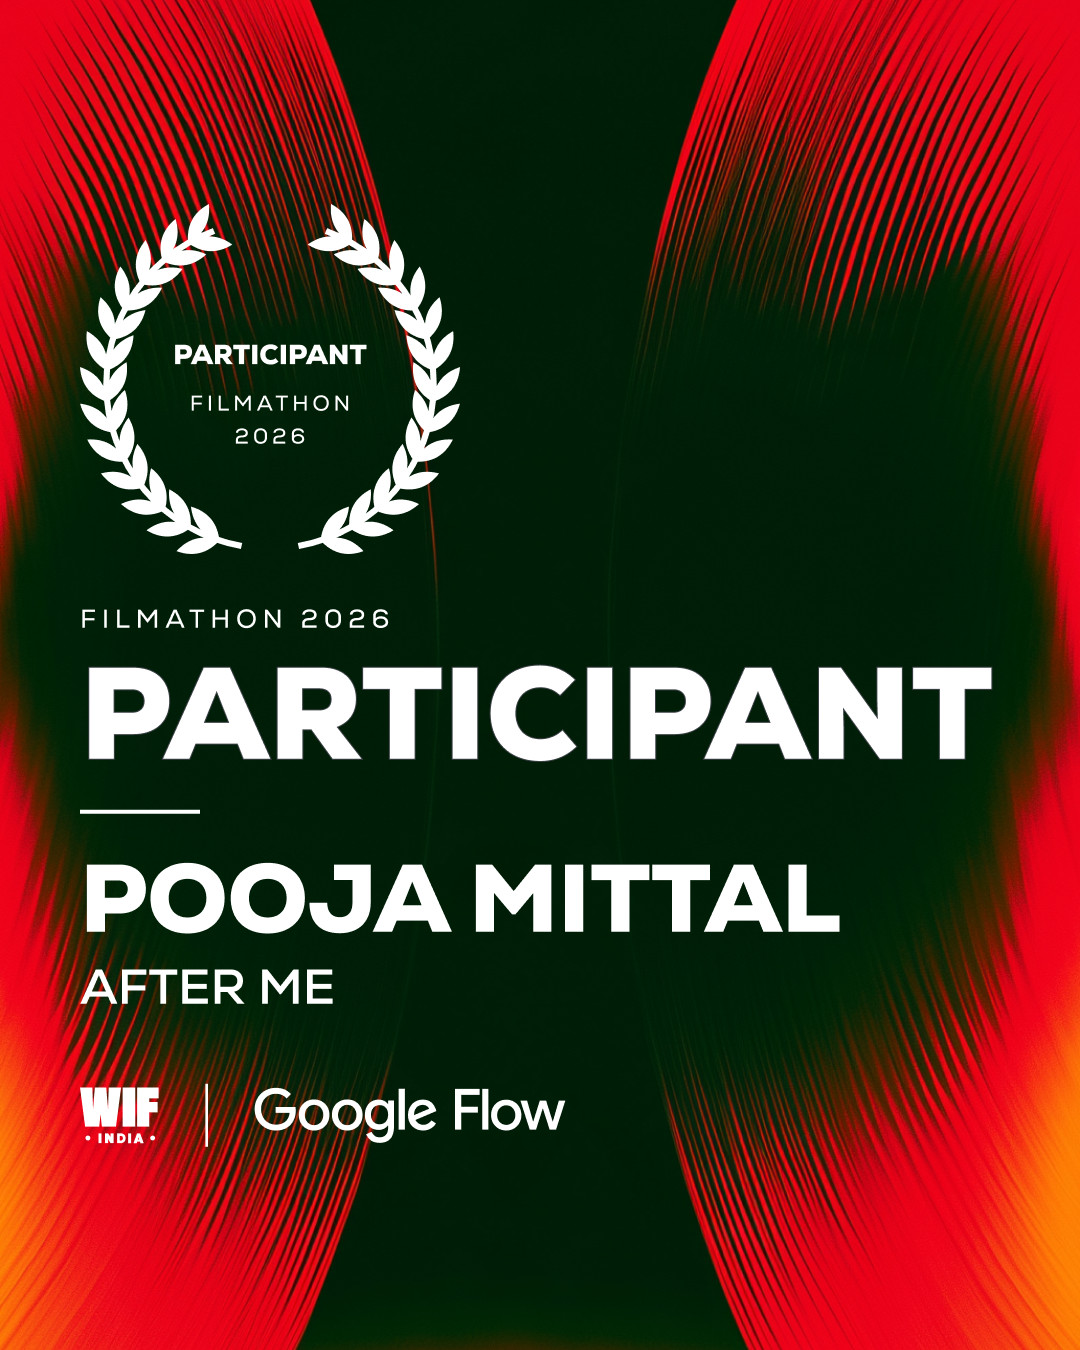 PARTICIPANT
FILMATHON
2026
FILMATHON 2026
PARTICIPANT
POOJA MITTAL
AFTER ME
WIF
• INDIA •
Google Flow